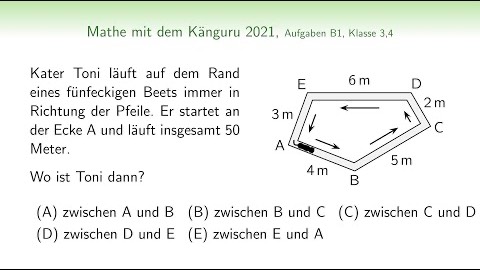 Mathe mit dem Känguru 2021, Aufgaben B1, Klasse 3,4
Kater Toni läuft auf dem Rand
eines fünfeckigen Beets immer in
Richtung der Pfeile. Er startet an
der Ecke A und läuft insgesamt 50
Meter.
Wo ist Toni dann?
E 6 m D
3 m 2 m
C
A
4 m 5 m
B
(A) zwischen A und B (B) zwischen B und C (C) zwischen C und D
(D) zwischen D und E (E) zwischen E und A